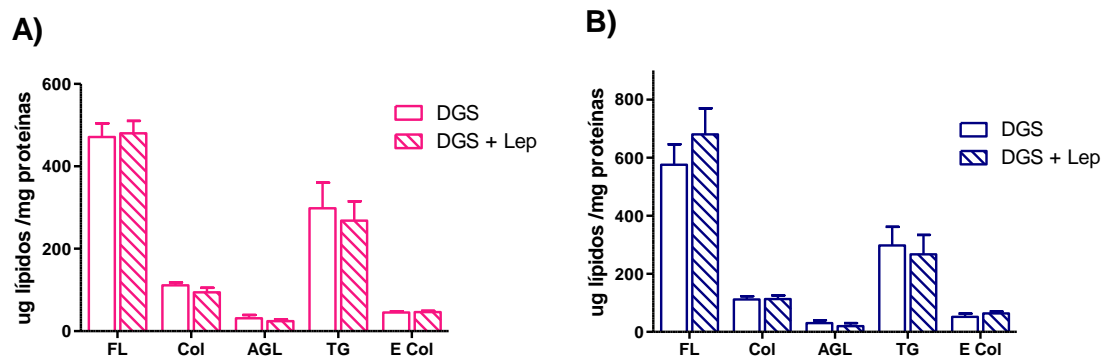 A)
ug lípidos /mg proteínas
600
400
200
0
DGS
DGS + Lep
FL Col AGL TG E Col
B)
ug lípidos /mg proteínas
800
600
400
200
0
DGS
DGS + Lep
FL Col AGL TG E Col